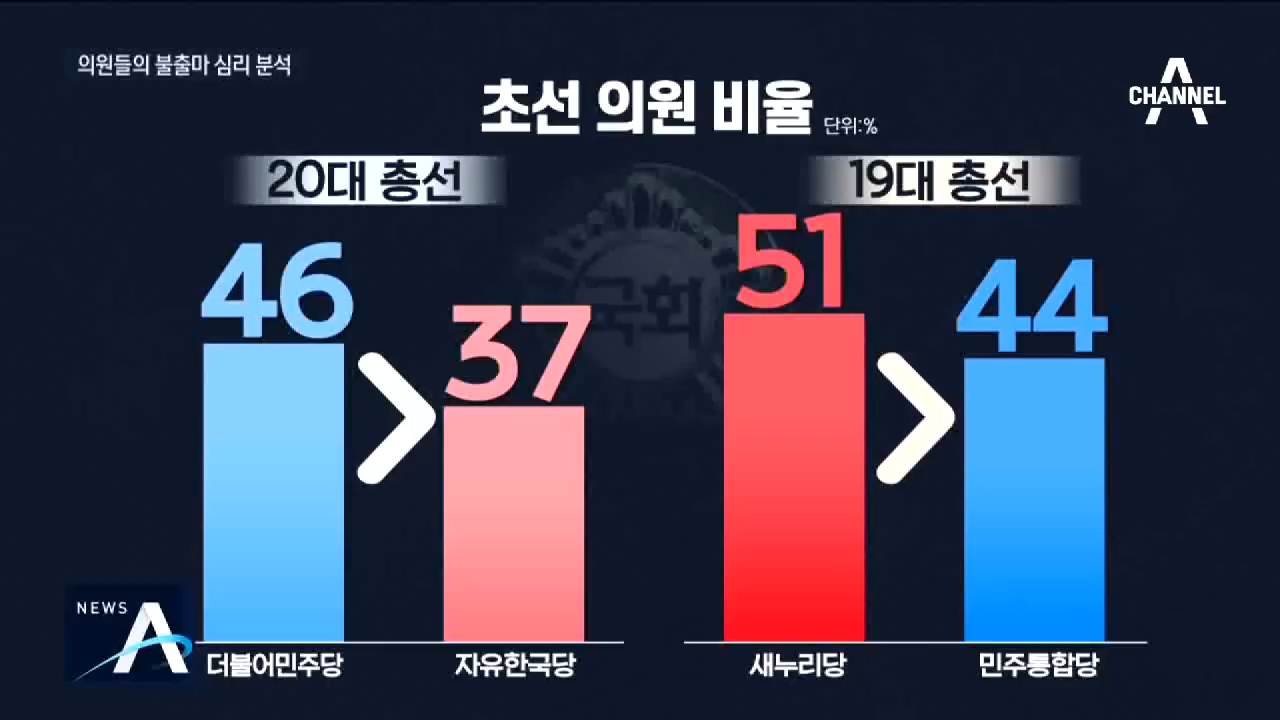 의원들의 불출마 심리 분석
CHANNEL A
초선 의원 비율 단위:%
20대 총선
19대 총선
46
37
51
44
국회
더불어민주당
자유한국당
새누리당
민주통합당
NEWS A